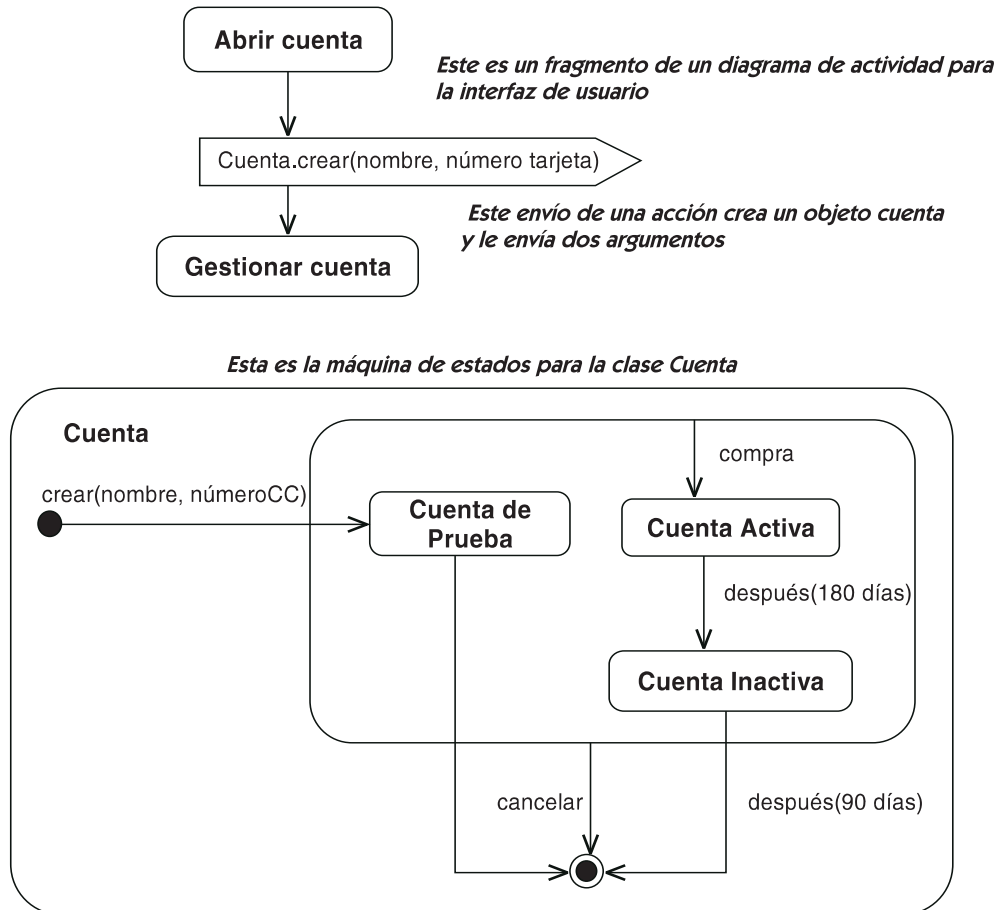 Abrir cuenta
Este es un fragmento de un diagrama de actividad para
la interfaz de usuario
Cuenta.crear(nombre, número tarjeta)
Este envío de una acción crea un objeto cuenta
y le envía dos argumentos
Gestionar cuenta
Esta es la máquina de estados para la clase Cuenta
Cuenta
compra
crear(nombre, númeroCC)
Cuenta de
Prueba
Cuenta Activa
después(180 días)
Cuenta Inactiva
cancelar
después(90 días)